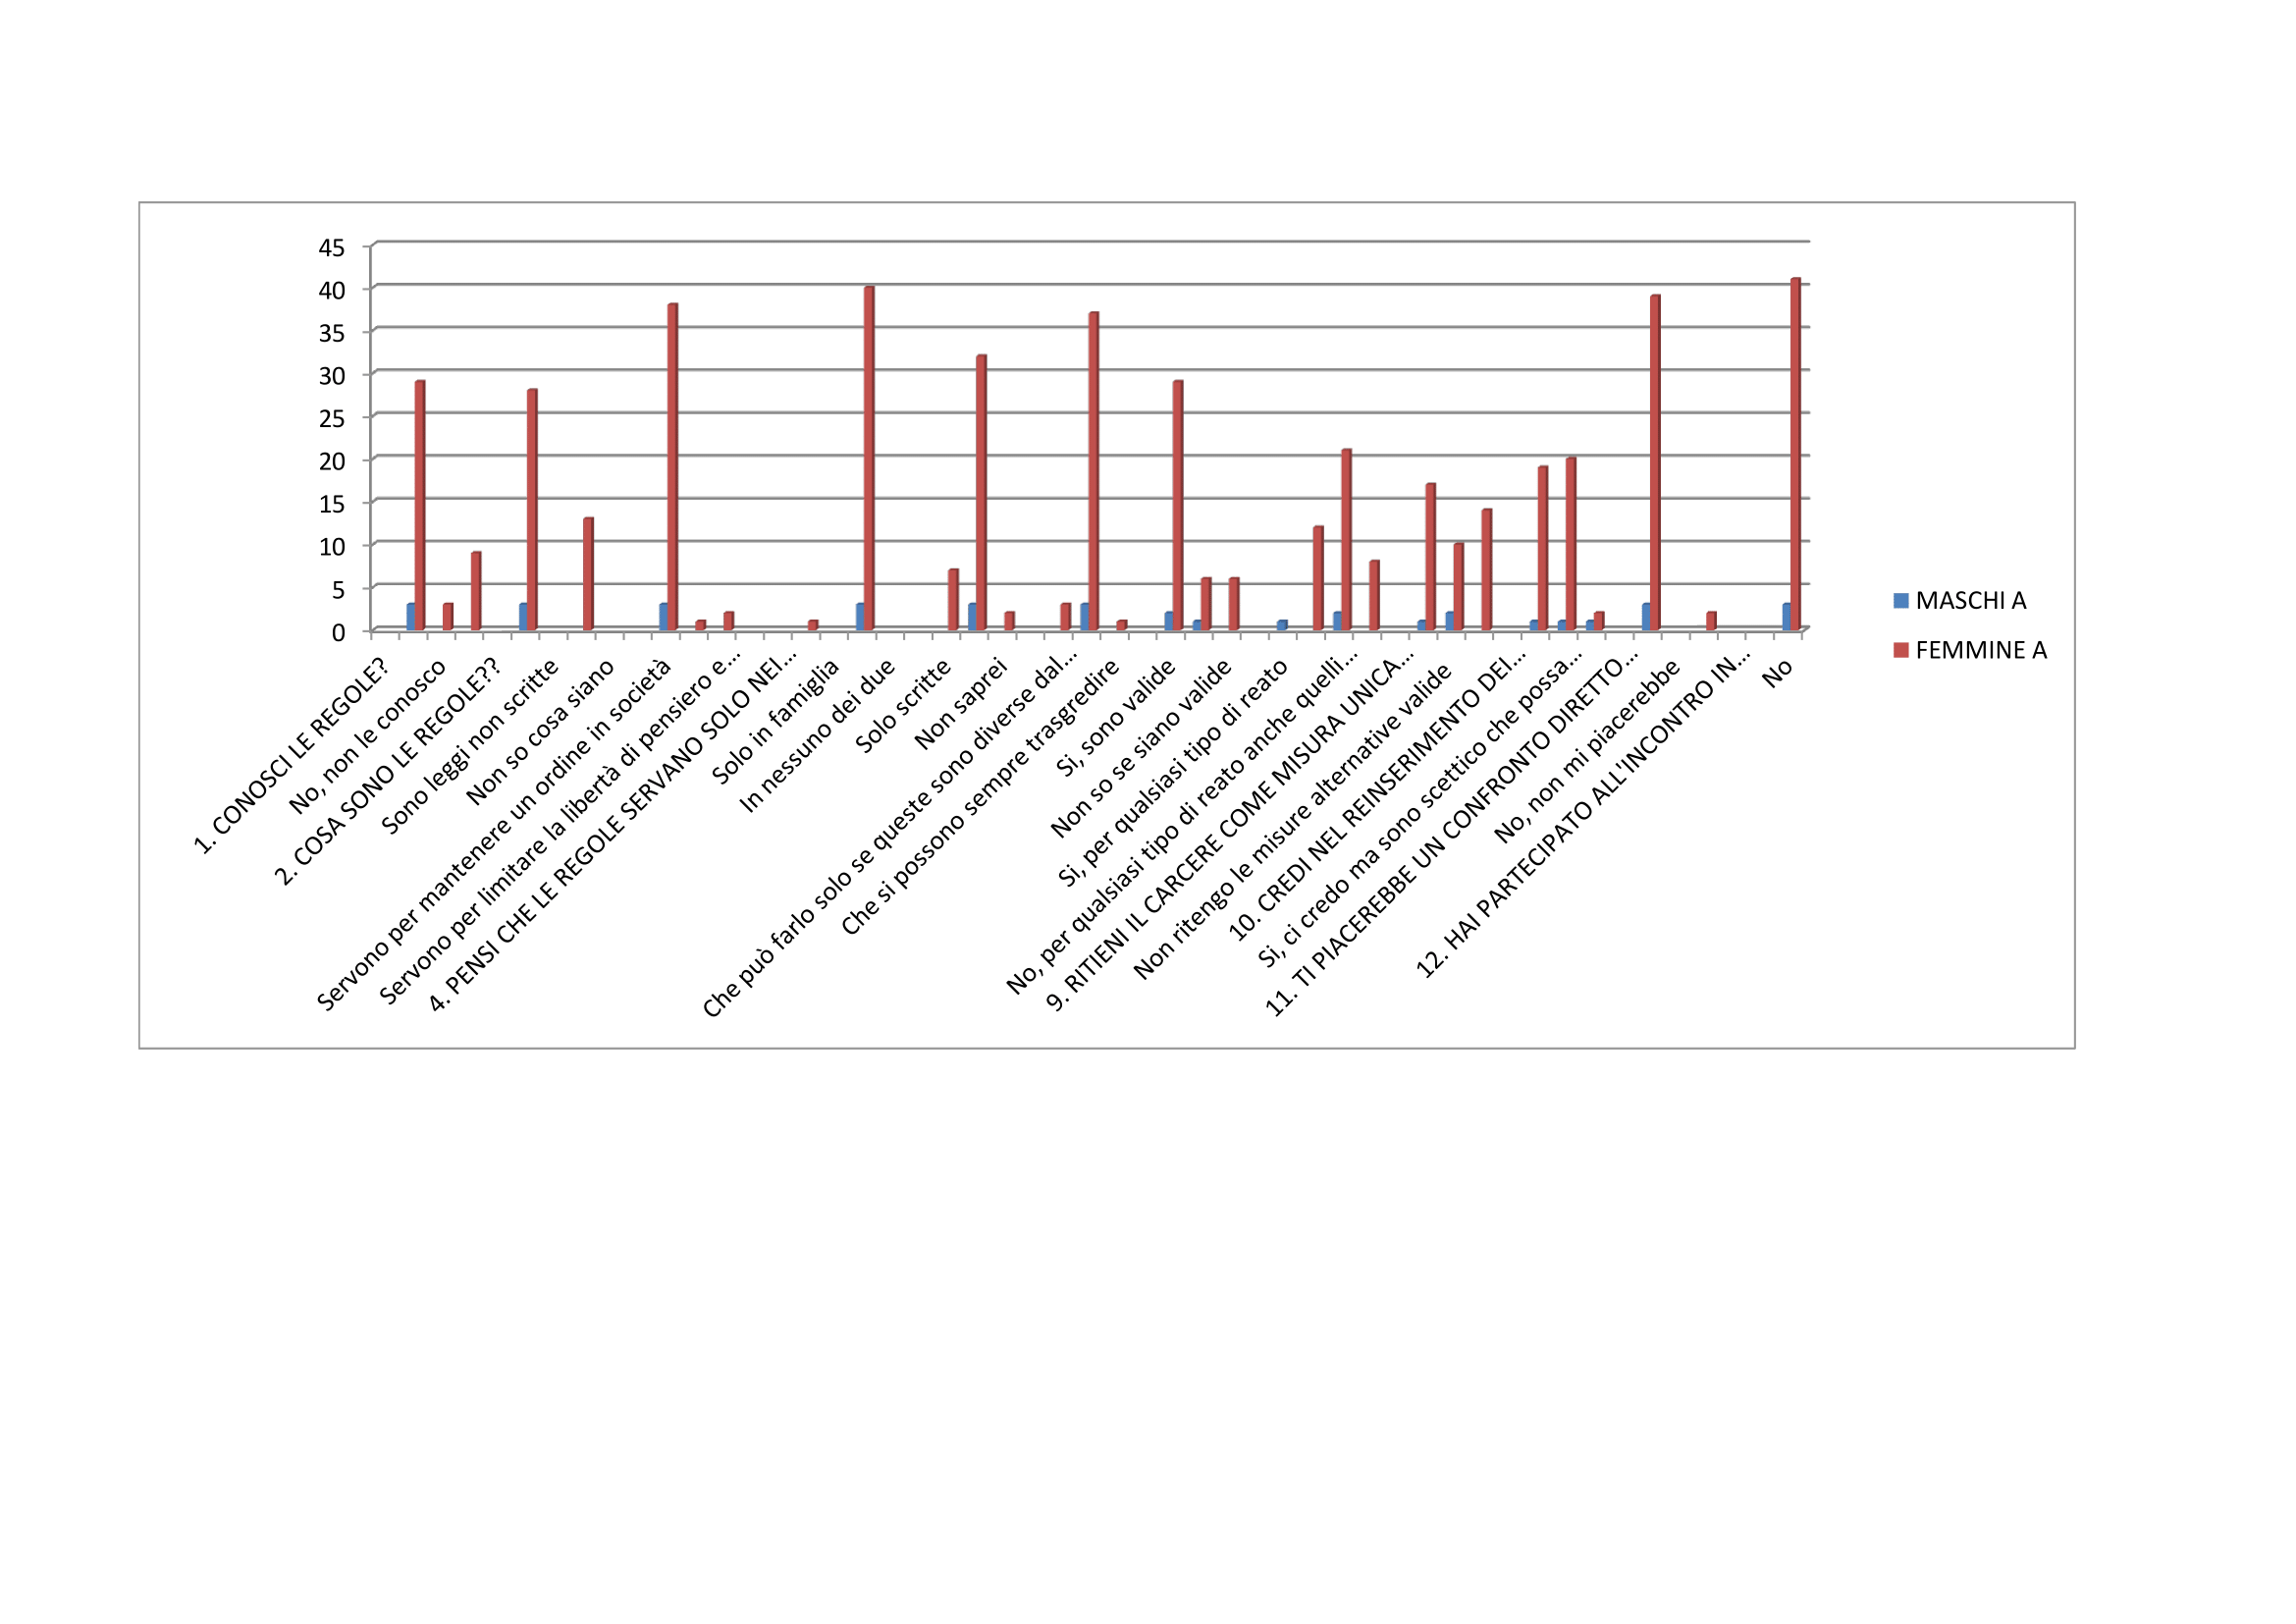 45
40
35
30
25
20
15
10
5
0
1. CONOSCI LE REGOLE?
No, non le conosco
2. COSA SONO LE REGOLE??
Sono leggi non scritte
Non so cosa siano
Servono per mantenere un ordine in società
Servono per limitare la libertà di pensiero e...
4. PENSI CHE LE REGOLE SERVANO SOLO NEI...
Solo in famiglia
In nessuno dei due
Solo scritte
Non saprei
Che può farlo solo se queste sono diverse dal...
Che si possono sempre trasgredire
Si, sono valide
Non so se siano valide
Si, per qualsiasi tipo di reato
No, per qualsiasi tipo di reato anche quelli...
9. RITIENI IL CARCERE COME MISURA UNICA...
Non ritengo le misure alternative valide
10. CREDI NEL REINSERIMENTO DEI...
Si, ci credo ma sono scettico che possa...
11. TI PIACEREBBE UN CONFRONTO DIRETTO...
No, non mi piacerebbe
12. HAI PARTECIPATO ALL'INCONTRO IN...
No
MASCHI A
FEMMINE A